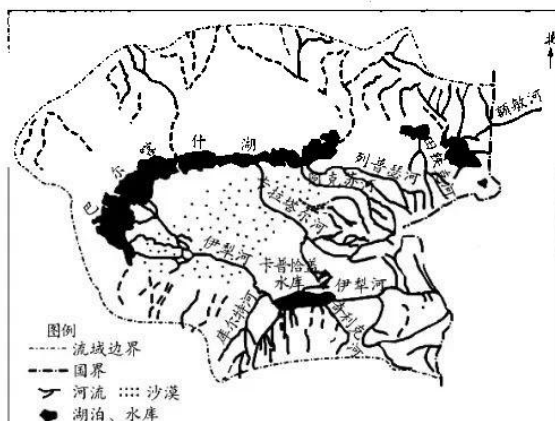 北
额敏河
巴尔喀什湖
列普瑟河
卡拉塔尔河
伊犁河
卡普恰盖
水库
伊犁河
库尔特河
奇利克河
图例
流域边界
国界
河流 沙漠
湖泊、水库